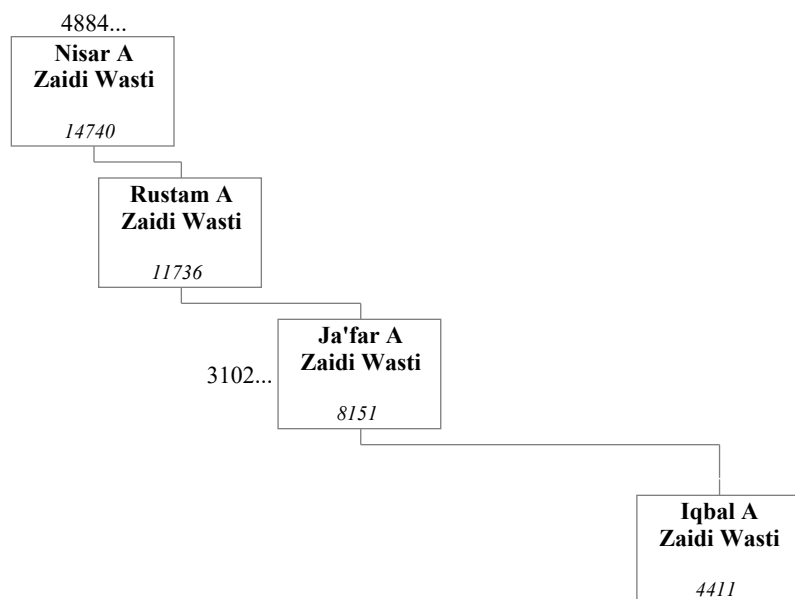 4884...
Nisar A
Zaidi Wasti
14740
Rustam A
Zaidi Wasti
11736
Ja'far A
Zaidi Wasti
3102...
8151
Iqbal A
Zaidi Wasti
4411